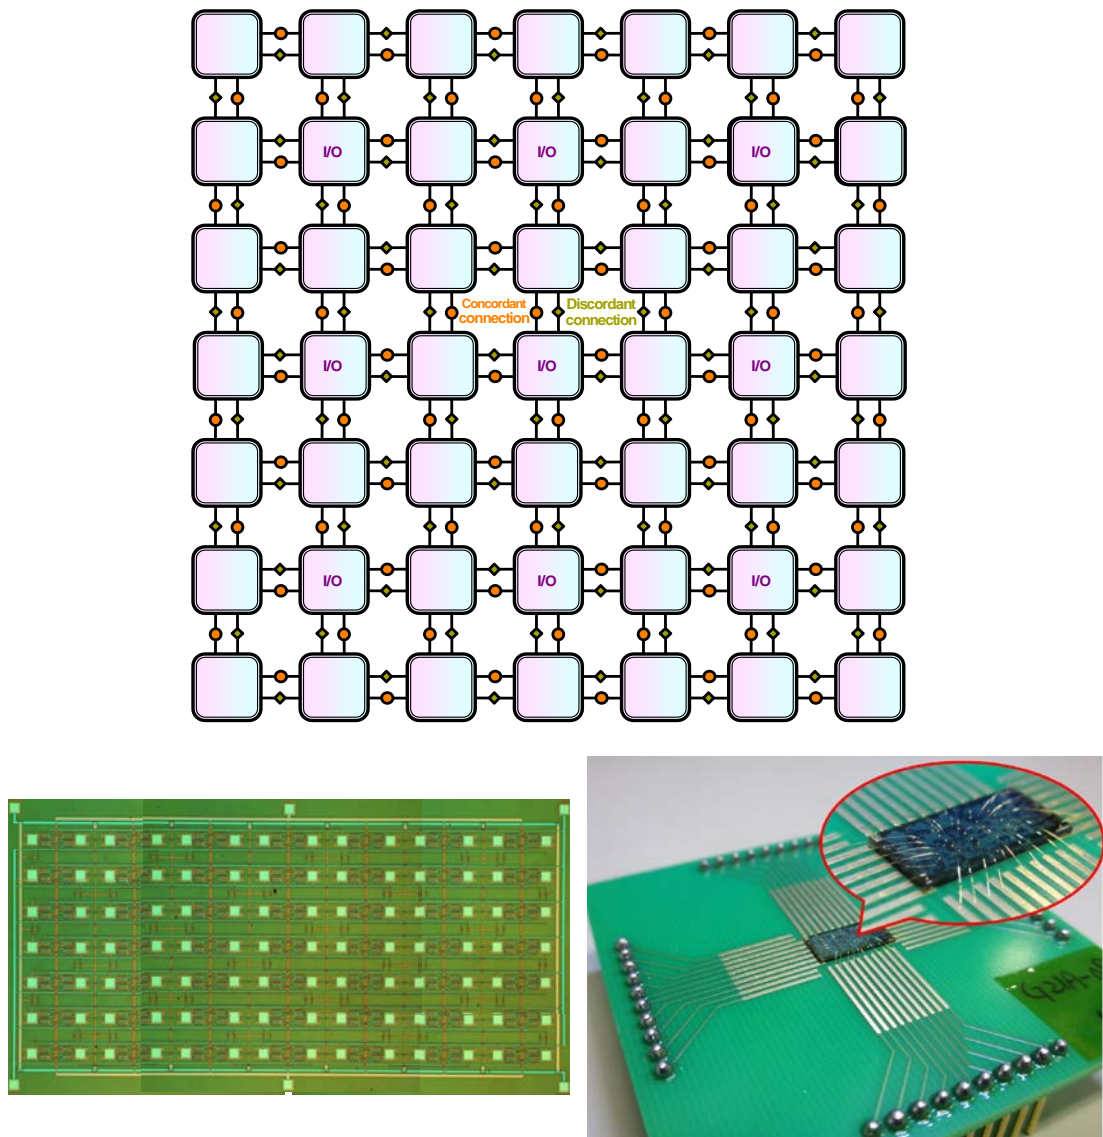 I/O I/O I/O
Concordant Discordant
connection connection
I/O I/O I/O
I/O I/O I/O